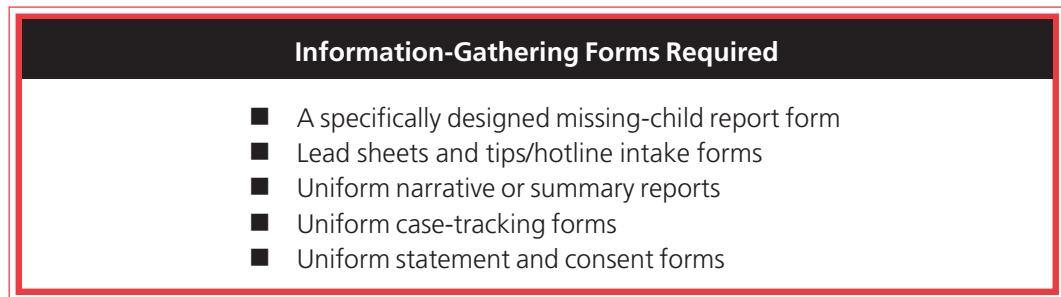 Information-Gathering Forms Required
■ A specifically designed missing-child report form
■ Lead sheets and tips/hotline intake forms
■ Uniform narrative or summary reports
■ Uniform case-tracking forms
■ Uniform statement and consent forms